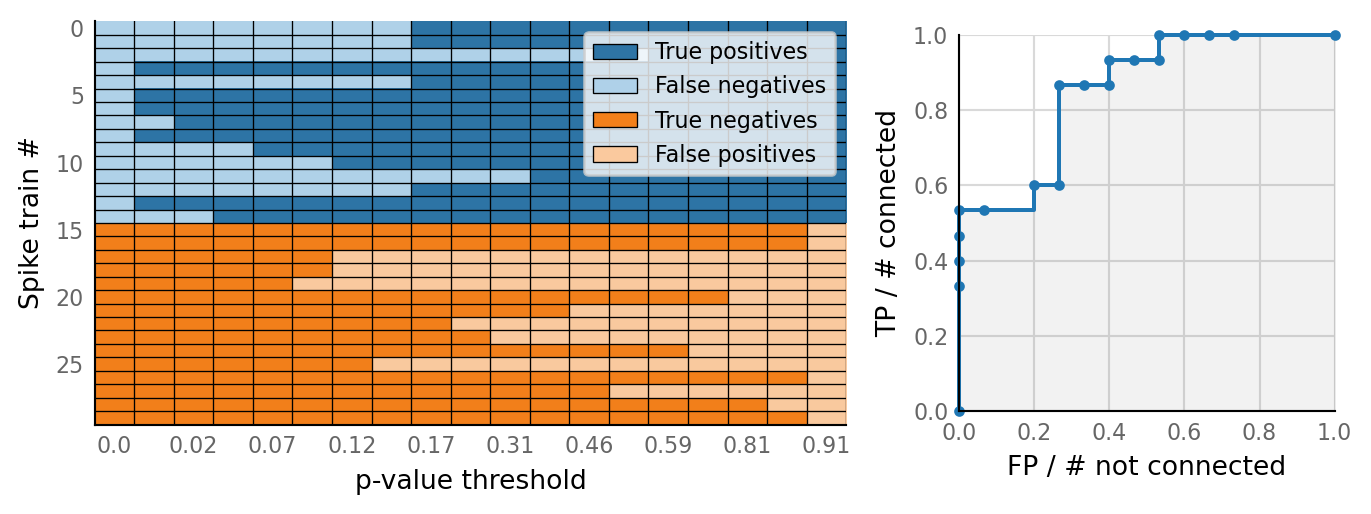 0
5
10
15
20
25
Spike train #
0.0 0.02 0.07 0.12 0.17 0.31 0.46 0.59 0.81 0.91
p-value threshold
True positives
False negatives
True negatives
False positives
1.0
0.8
0.6
0.4
0.2
0.0
TP / # connected
0.0 0.2 0.4 0.6 0.8 1.0
FP / # not connected